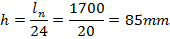 h = l_n/24 = 1700/20 = 85mm